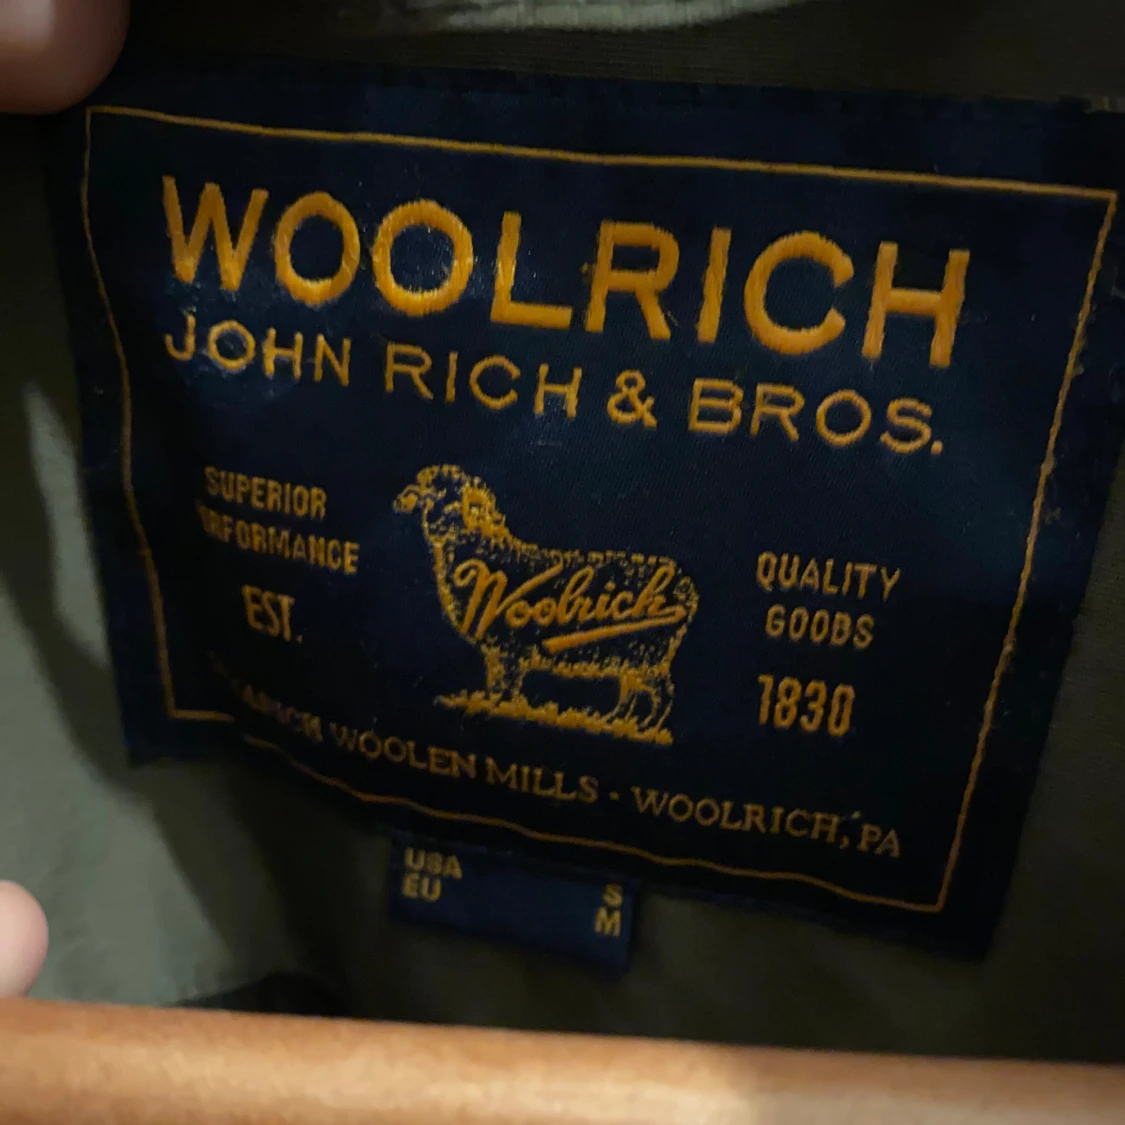 WOOLRICH
JOHN RICH & BROS.
SUPERIOR
Woolrich
QUALITY
GOODS
EST.
1830
WOOLEN MILLS - WOOLRICH, PA
USA S
EU M